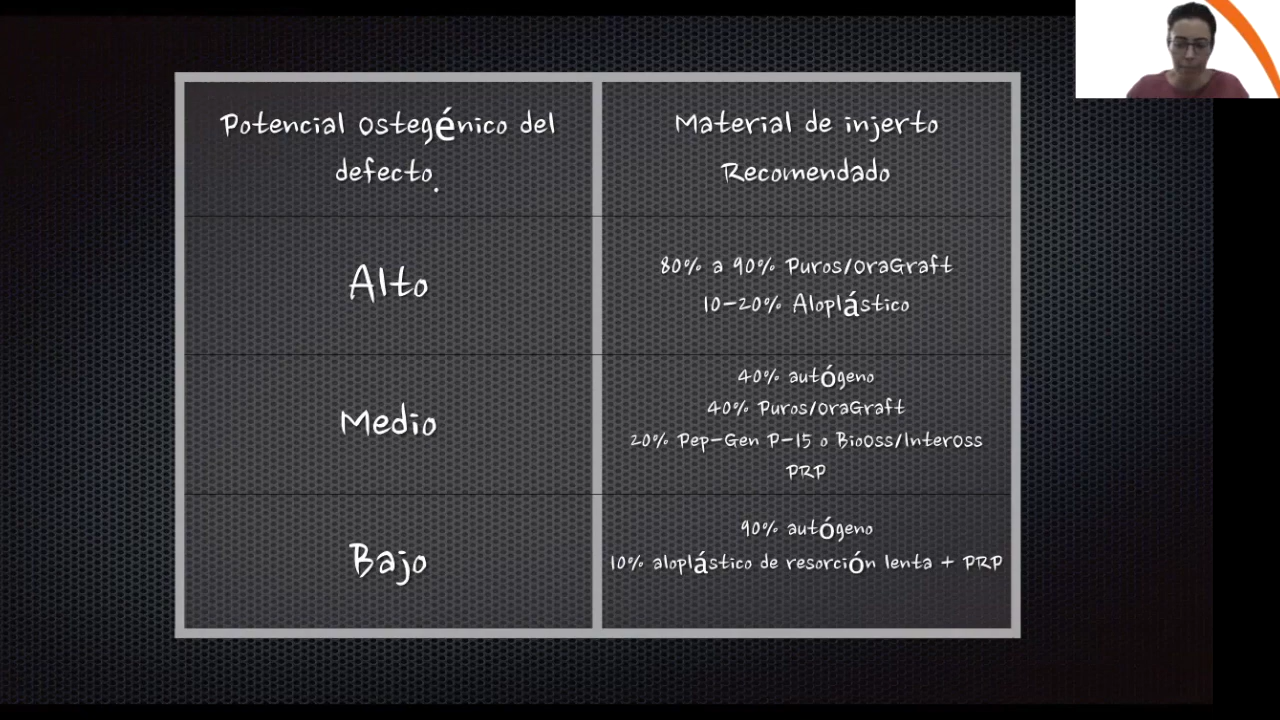 Potencial Ostegénico del
defecto.
Material de injerto
Recomendado
Alto
80% a 90% Puros/OraGraft
10-20% Aloplástico
Medio
40% autógeno
40% Puros/OraGraft
20% Pep-Gen P-15 o BioOss/InterOss
PRP
Bajo
90% autógeno
10% aloplástico de resorción lenta + PRP